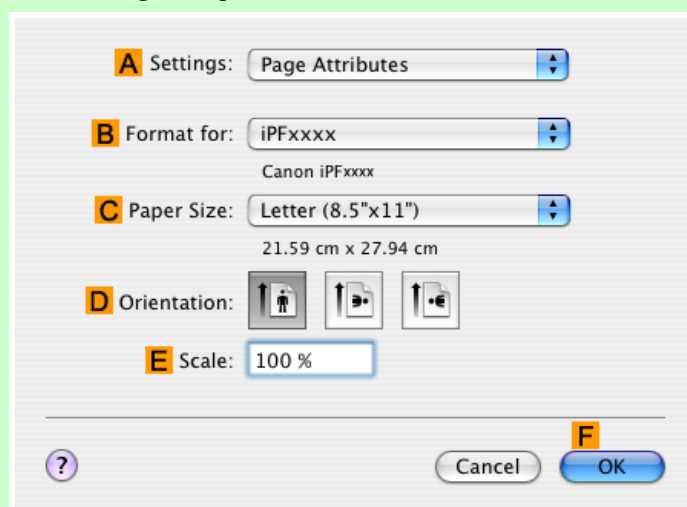 A Settings: Page Attributes
B Format for: iPFxxxx
Canon iPFxxxx
C Paper Size: Letter (8.5"x11")
21.59 cm x 27.94 cm
D Orientation:
E Scale: 100 %
F
? Cancel OK